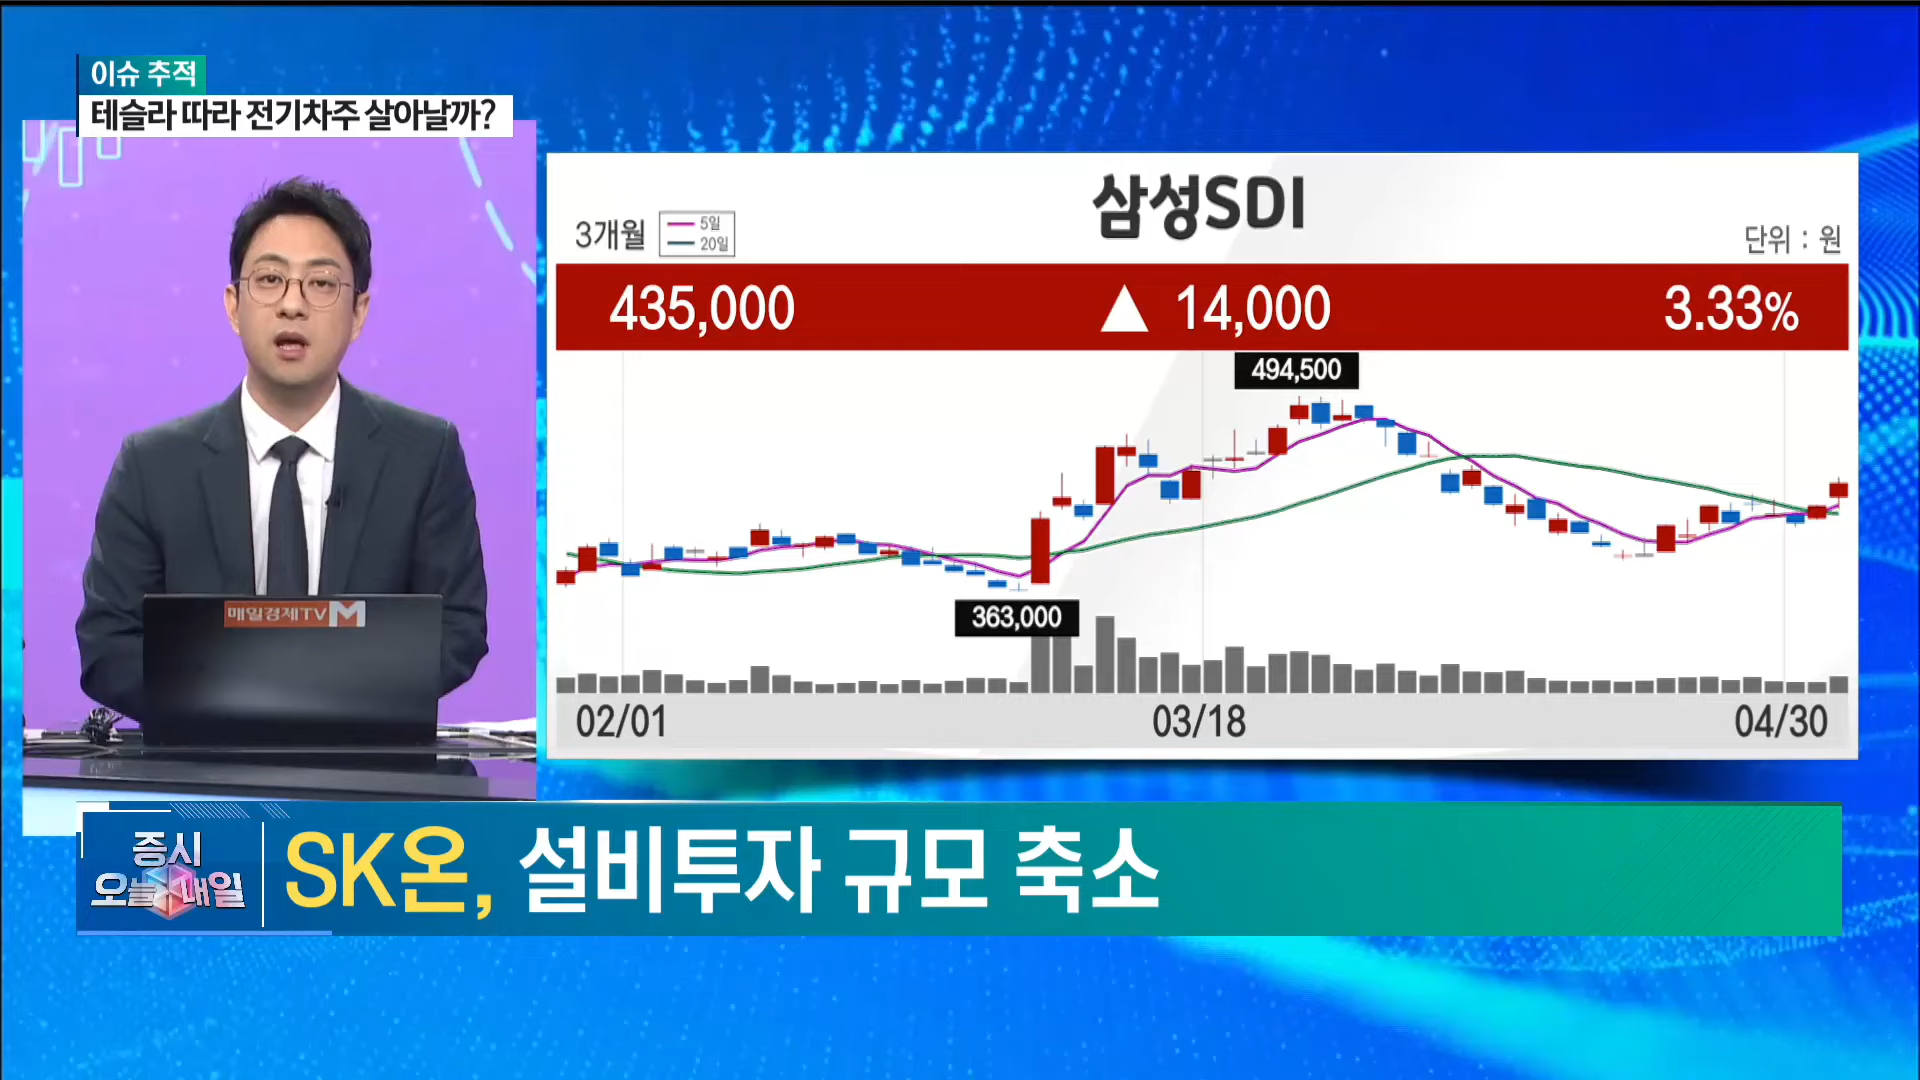 이슈 추적
테슬라 따라 전기차주 살아날까?
삼성SDI
3개월
5일
20일
단위 : 원
435,000 ▲ 14,000 3.33%
494,500
363,000
02/01 03/18 04/30
매일경제TV M
증시
오늘 매일
SK온, 설비투자 규모 축소